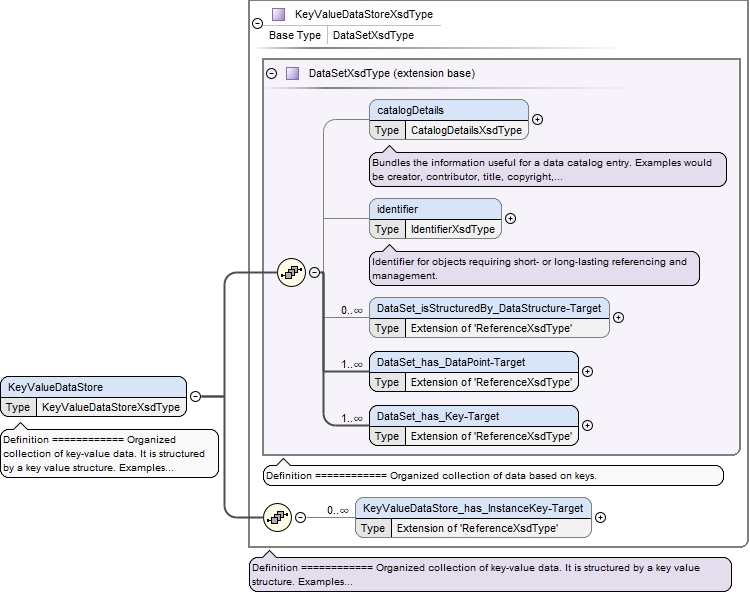 KeyValueDataStoreXsdType
Base Type DataSetXsdType
DataSetXsdType (extension base)
catalogDetails
Type CatalogDetailsXsdType
Bundles the information useful for a data catalog entry. Examples would
be creator, contributor, title, copyright,...
identifier
Type IdentifierXsdType
Identifier for objects requiring short- or long-lasting referencing and
management.
0..∞ DataSet_isStructuredBy_DataStructure-Target
Type Extension of 'ReferenceXsdType'
1..∞ DataSet_has_DataPoint-Target
Type Extension of 'ReferenceXsdType'
1..∞ DataSet_has_Key-Target
Type Extension of 'ReferenceXsdType'
KeyValueDataStore
Type KeyValueDataStoreXsdType
Definition ============ Organized
collection of key-value data. It is structured
by a key value structure. Examples...
Definition ============ Organized collection of data based on keys.
0..∞ KeyValueDataStore_has_InstanceKey-Target
Type Extension of 'ReferenceXsdType'
Definition ============ Organized collection of key-value data. It is structured by a key value
structure. Examples...